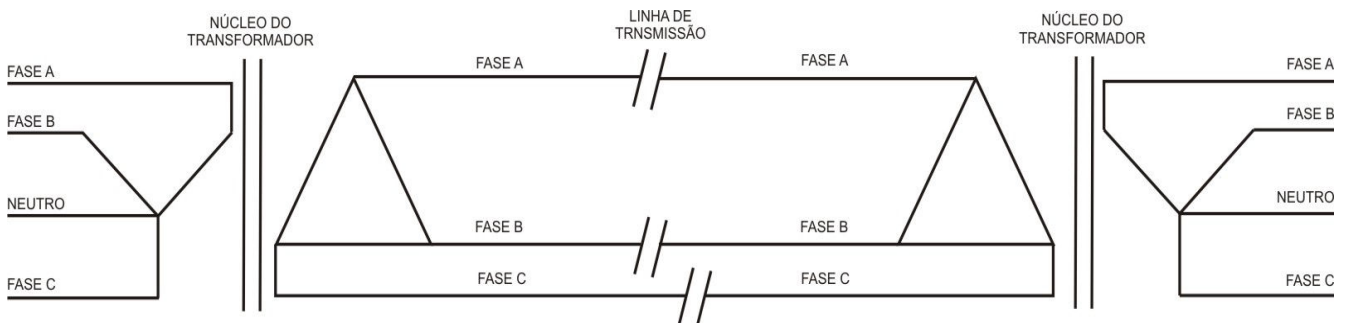 NÚCLEO DO
TRANSFORMADOR
LINHA DE
TRNSMISSÃO
NÚCLEO DO
TRANSFORMADOR
FASE A
FASE A
FASE A
FASE A
FASE B
FASE B
NEUTRO
NEUTRO
FASE B
FASE B
FASE C
FASE C
FASE C
FASE C